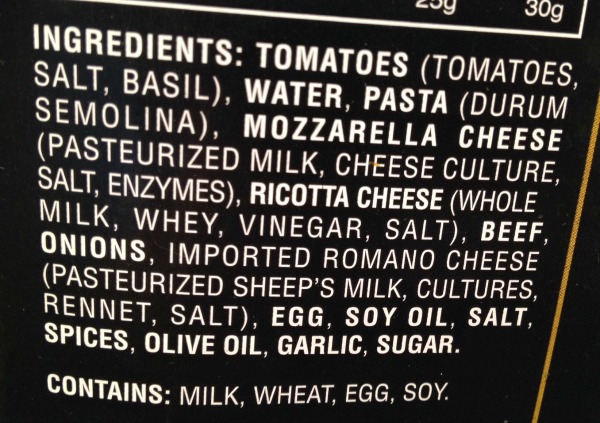 25g 30g
INGREDIENTS: TOMATOES (TOMATOES,
SALT, BASIL), WATER, PASTA (DURUM
SEMOLINA), MOZZARELLA CHEESE
(PASTEURIZED MILK, CHEESE CULTURE,
SALT, ENZYMES), RICOTTA CHEESE (WHOLE
MILK, WHEY, VINEGAR, SALT), BEEF,
ONIONS, IMPORTED ROMANO CHEESE
(PASTEURIZED SHEEP'S MILK, CULTURES,
RENNET, SALT), EGG, SOY OIL, SALT,
SPICES, OLIVE OIL, GARLIC, SUGAR.
CONTAINS: MILK, WHEAT, EGG, SOY.